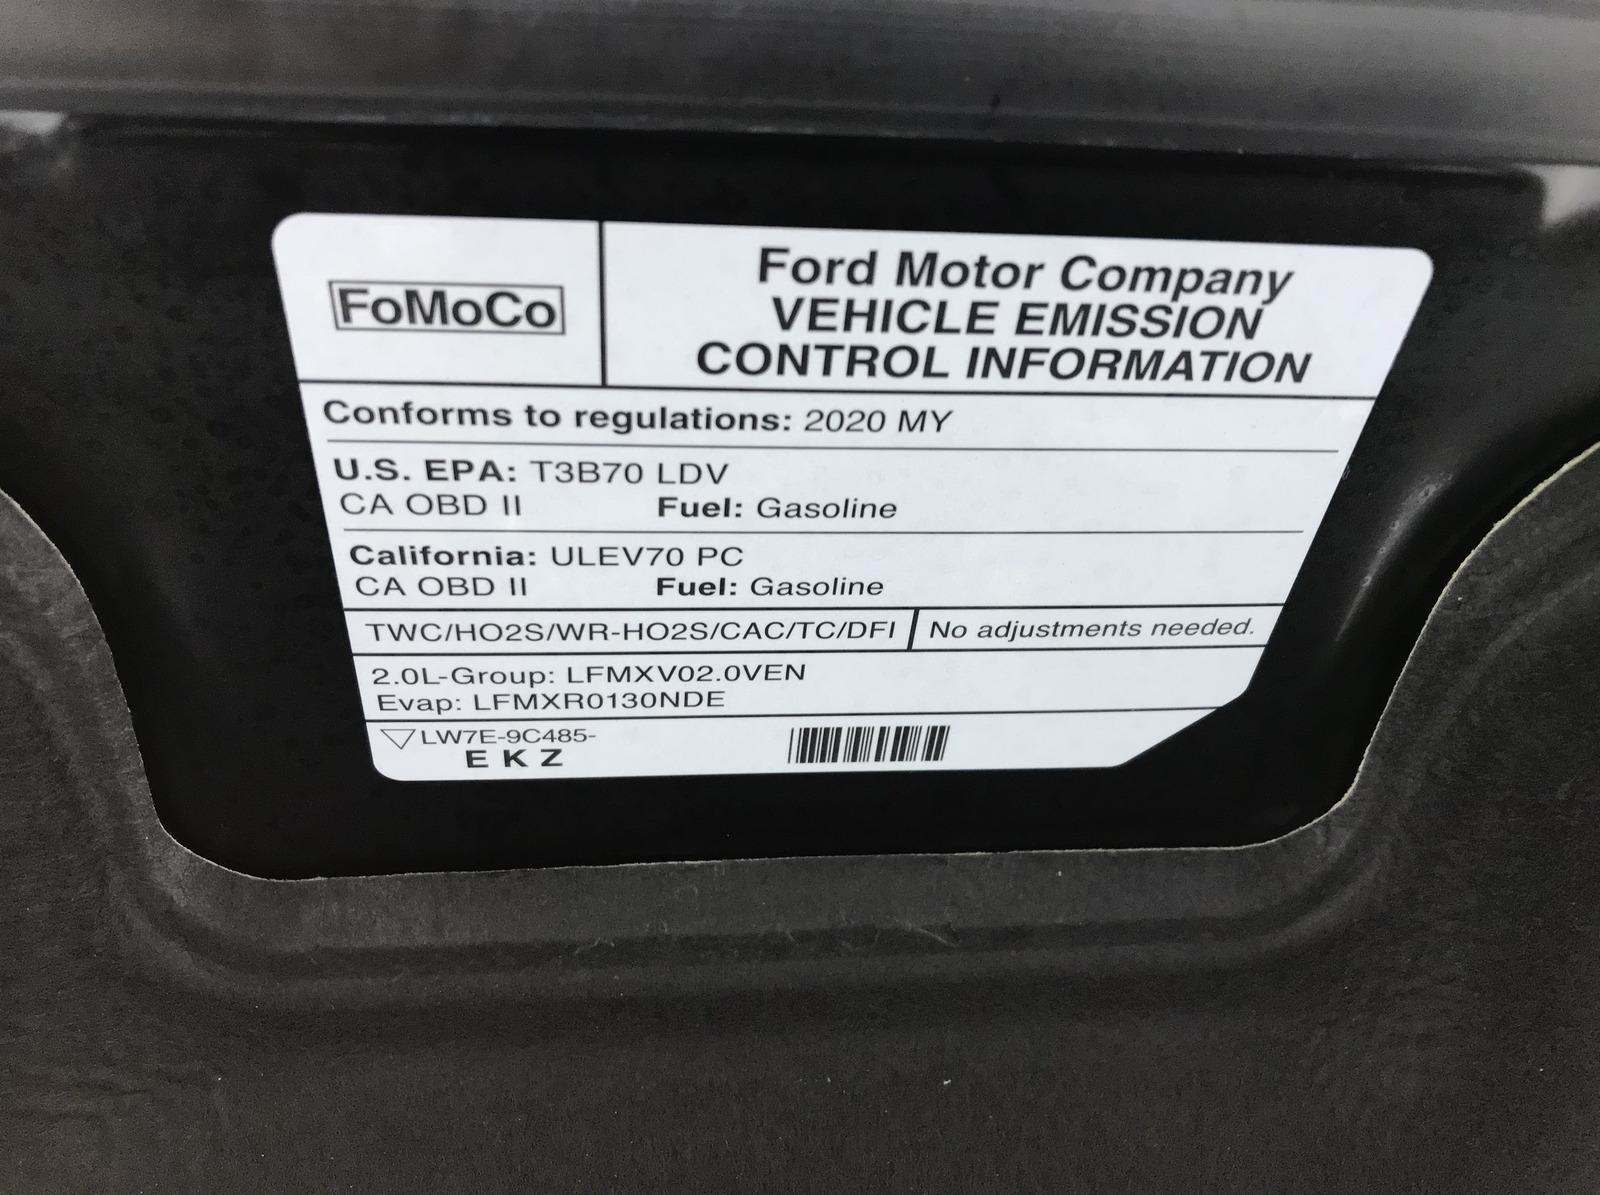 FoMoCo
Ford Motor Company
VEHICLE EMISSION
CONTROL INFORMATION
Conforms to regulations: 2020 MY
U.S. EPA: T3B70 LDV
CA OBD II Fuel: Gasoline
California: ULEV70 PC
CA OBD II Fuel: Gasoline
TWC/HO2S/WR-HO2S/CAC/TC/DFI No adjustments needed.
2.0L-Group: LFMXV02.0VEN
Evap: LFMXR0130NDE
LW7E-9C485-
E K Z